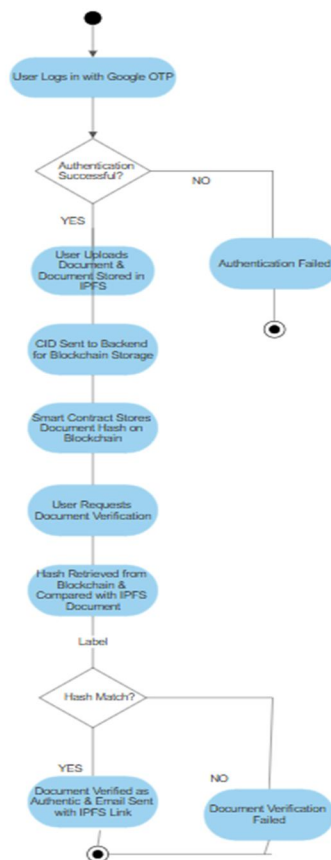 User Logs in with Google OTP
Authentication
Successful?
NO
YES
User Uploads
Document &
Document Stored in
IPFS
Authentication Failed
CID Sent to Backend
for Blockchain Storage
Smart Contract Stores
Document Hash on
Blockchain
User Requests
Document Verification
Hash Retrieved from
Blockchain &
Compared with IPFS
Document
Label
Hash Match?
YES
NO
Document Verified as
Authentic & Email Sent
with IPFS Link
Document Verification
Failed